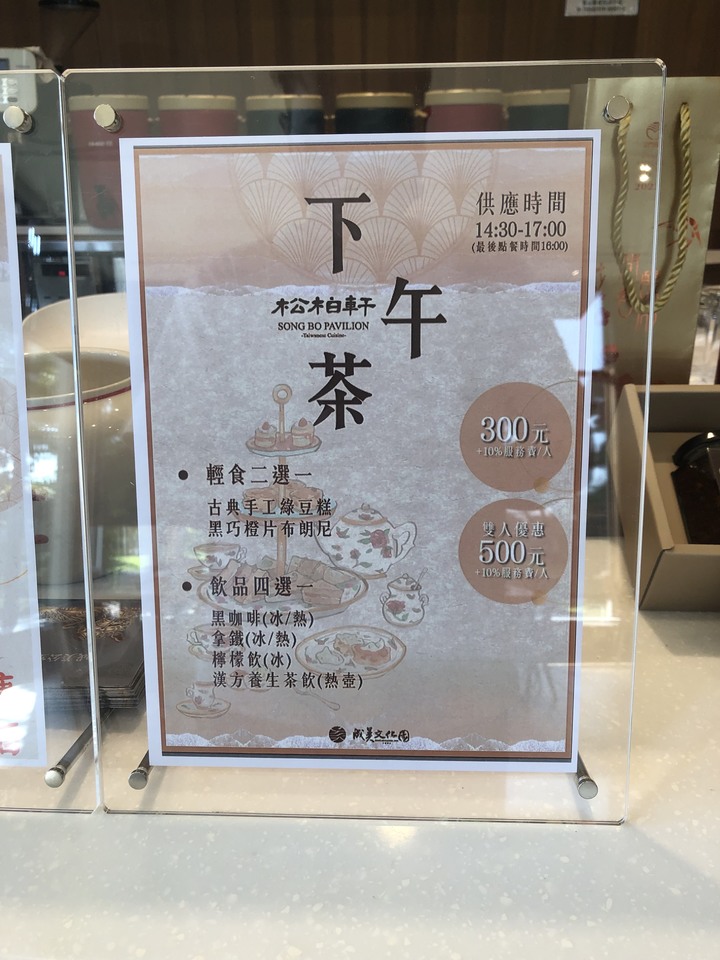 下午茶
供應時間
14:30-17:00
(最後點餐時間16:00)
松柏軒
SONG BO PAVILION
-Taiwanese Cuisine-
300元
+10%服務費/人
雙人優惠
500元
+10%服務費/人
● 輕食二選一
古典手工綠豆糕
黑巧橙片布朗尼
● 飲品四選一
黑咖啡(冰/熱)
拿鐵(冰/熱)
檸檬飲(冰)
漢方養生茶飲(熱壺)
成美文化園